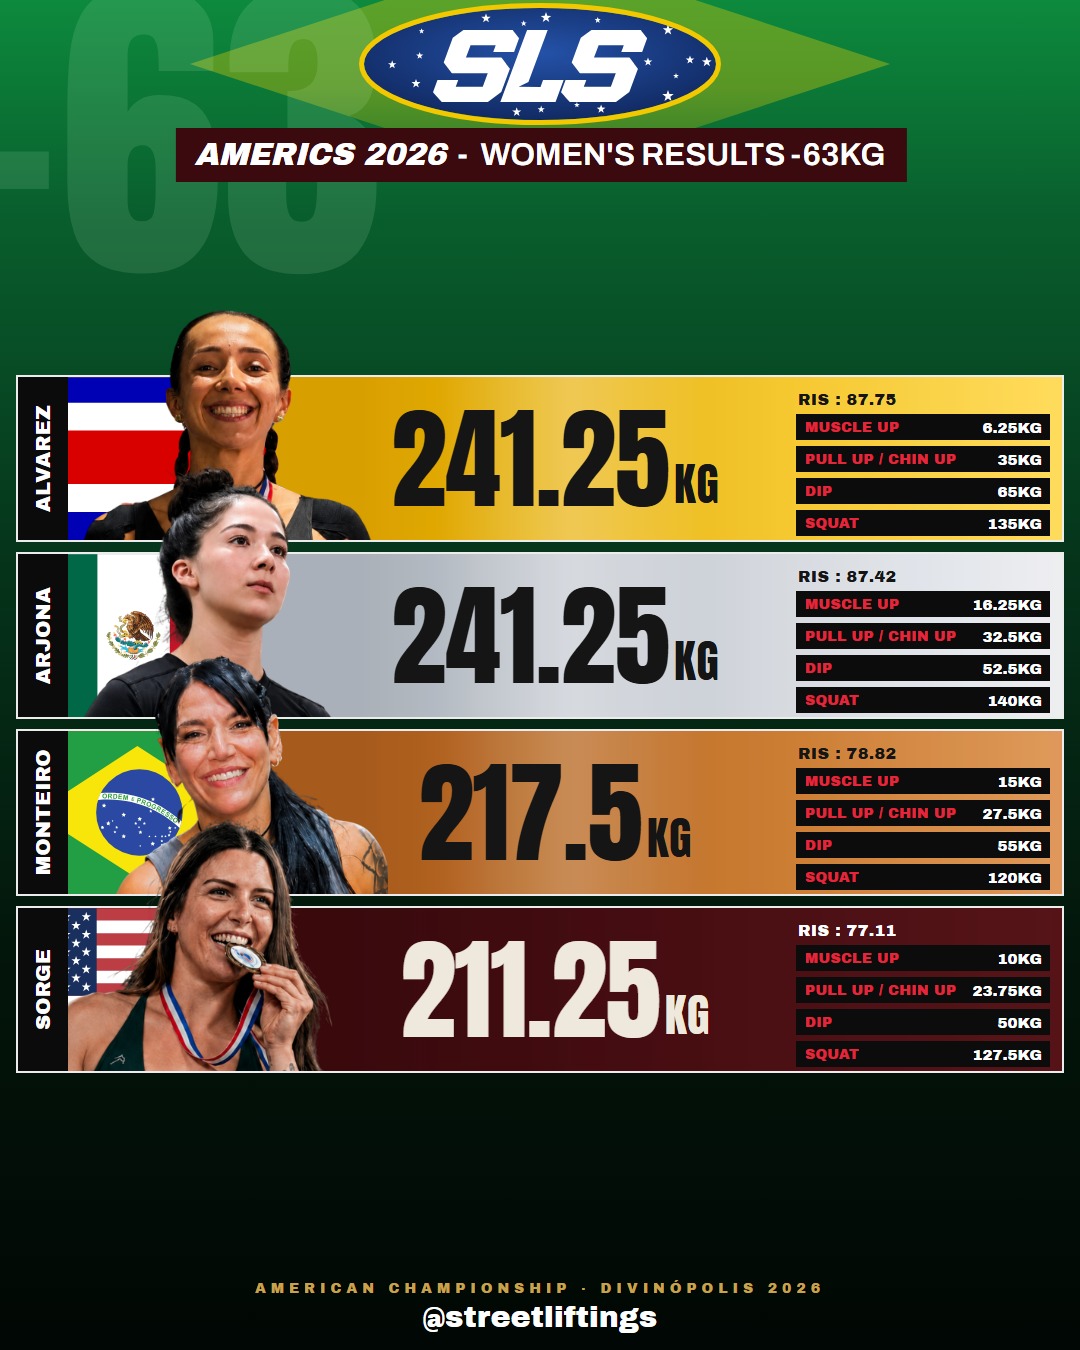 -63
SLS
AMERICS 2026 - WOMEN'S RESULTS -63KG
ALVAREZ
241.25KG
RIS : 87.75
MUSCLE UP 6.25KG
PULL UP / CHIN UP 35KG
DIP 65KG
SQUAT 135KG
ARJONA
241.25KG
RIS : 87.42
MUSCLE UP 16.25KG
PULL UP / CHIN UP 32.5KG
DIP 52.5KG
SQUAT 140KG
MONTEIRO
ORDEM E PROGRESSO
217.5KG
RIS : 78.82
MUSCLE UP 15KG
PULL UP / CHIN UP 27.5KG
DIP 55KG
SQUAT 120KG
SORGE
211.25KG
RIS : 77.11
MUSCLE UP 10KG
PULL UP / CHIN UP 23.75KG
DIP 50KG
SQUAT 127.5KG
AMERICAN CHAMPIONSHIP · DIVINÓPOLIS 2026
@streetliftings